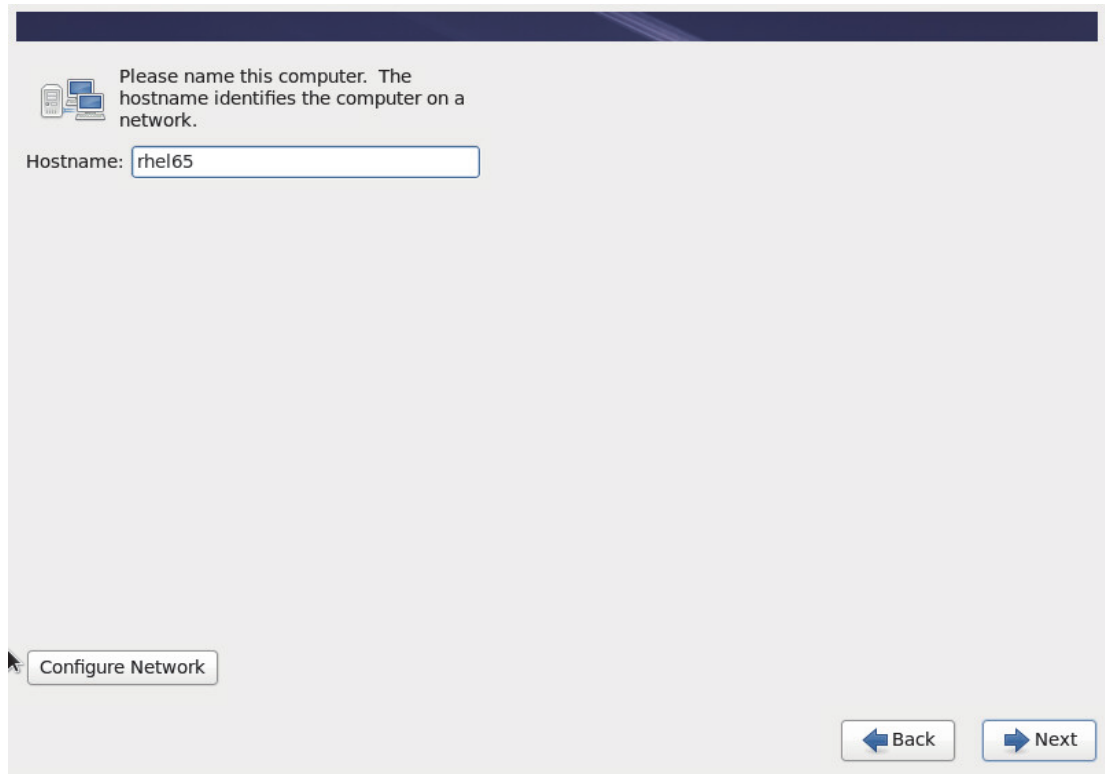 Please name this computer. The
hostname identifies the computer on a
network.
Hostname: rhel65
Configure Network
Back
Next